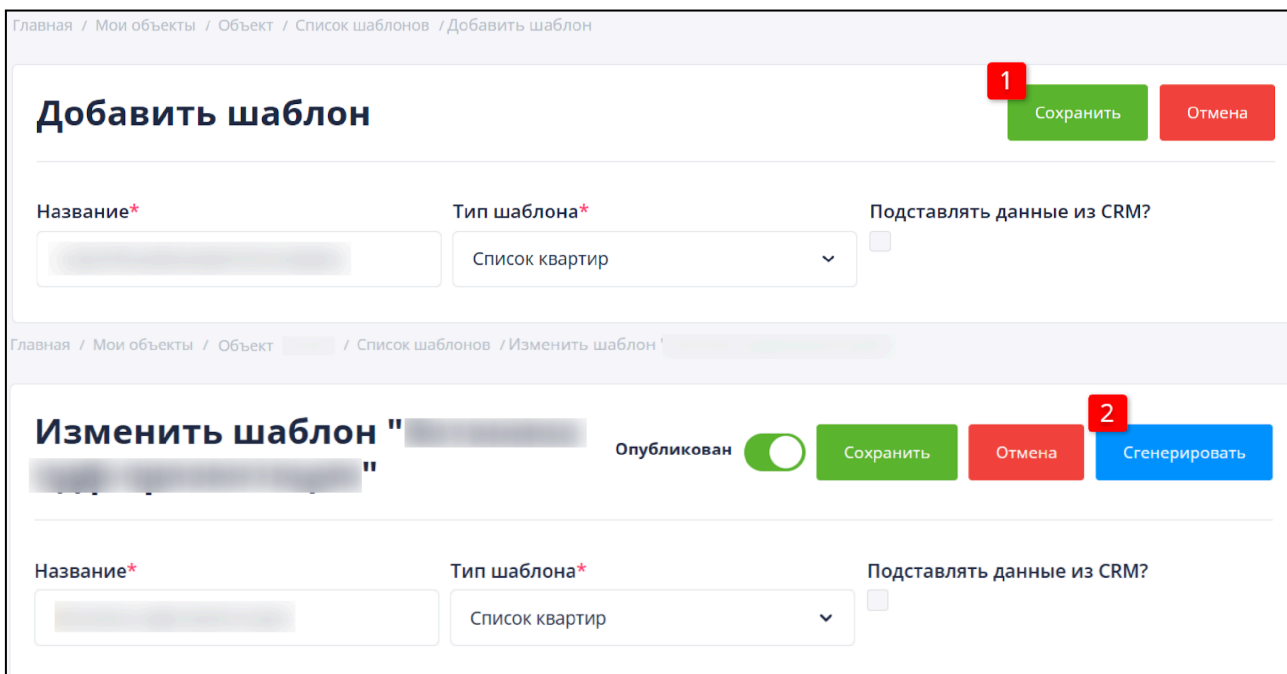 Главная / Мои объекты / Объект / Список шаблонов / Добавить шаблон
1
Добавить шаблон
Сохранить
Отмена
Название*
Тип шаблона*
Подставлять данные из CRM?
Список квартир
Главная / Мои объекты / Объект / Список шаблонов / Изменить шаблон "
2
Изменить шаблон "
"
Опубликован
Сохранить
Отмена
Сгенерировать
Название*
Тип шаблона*
Подставлять данные из CRM?
Список квартир